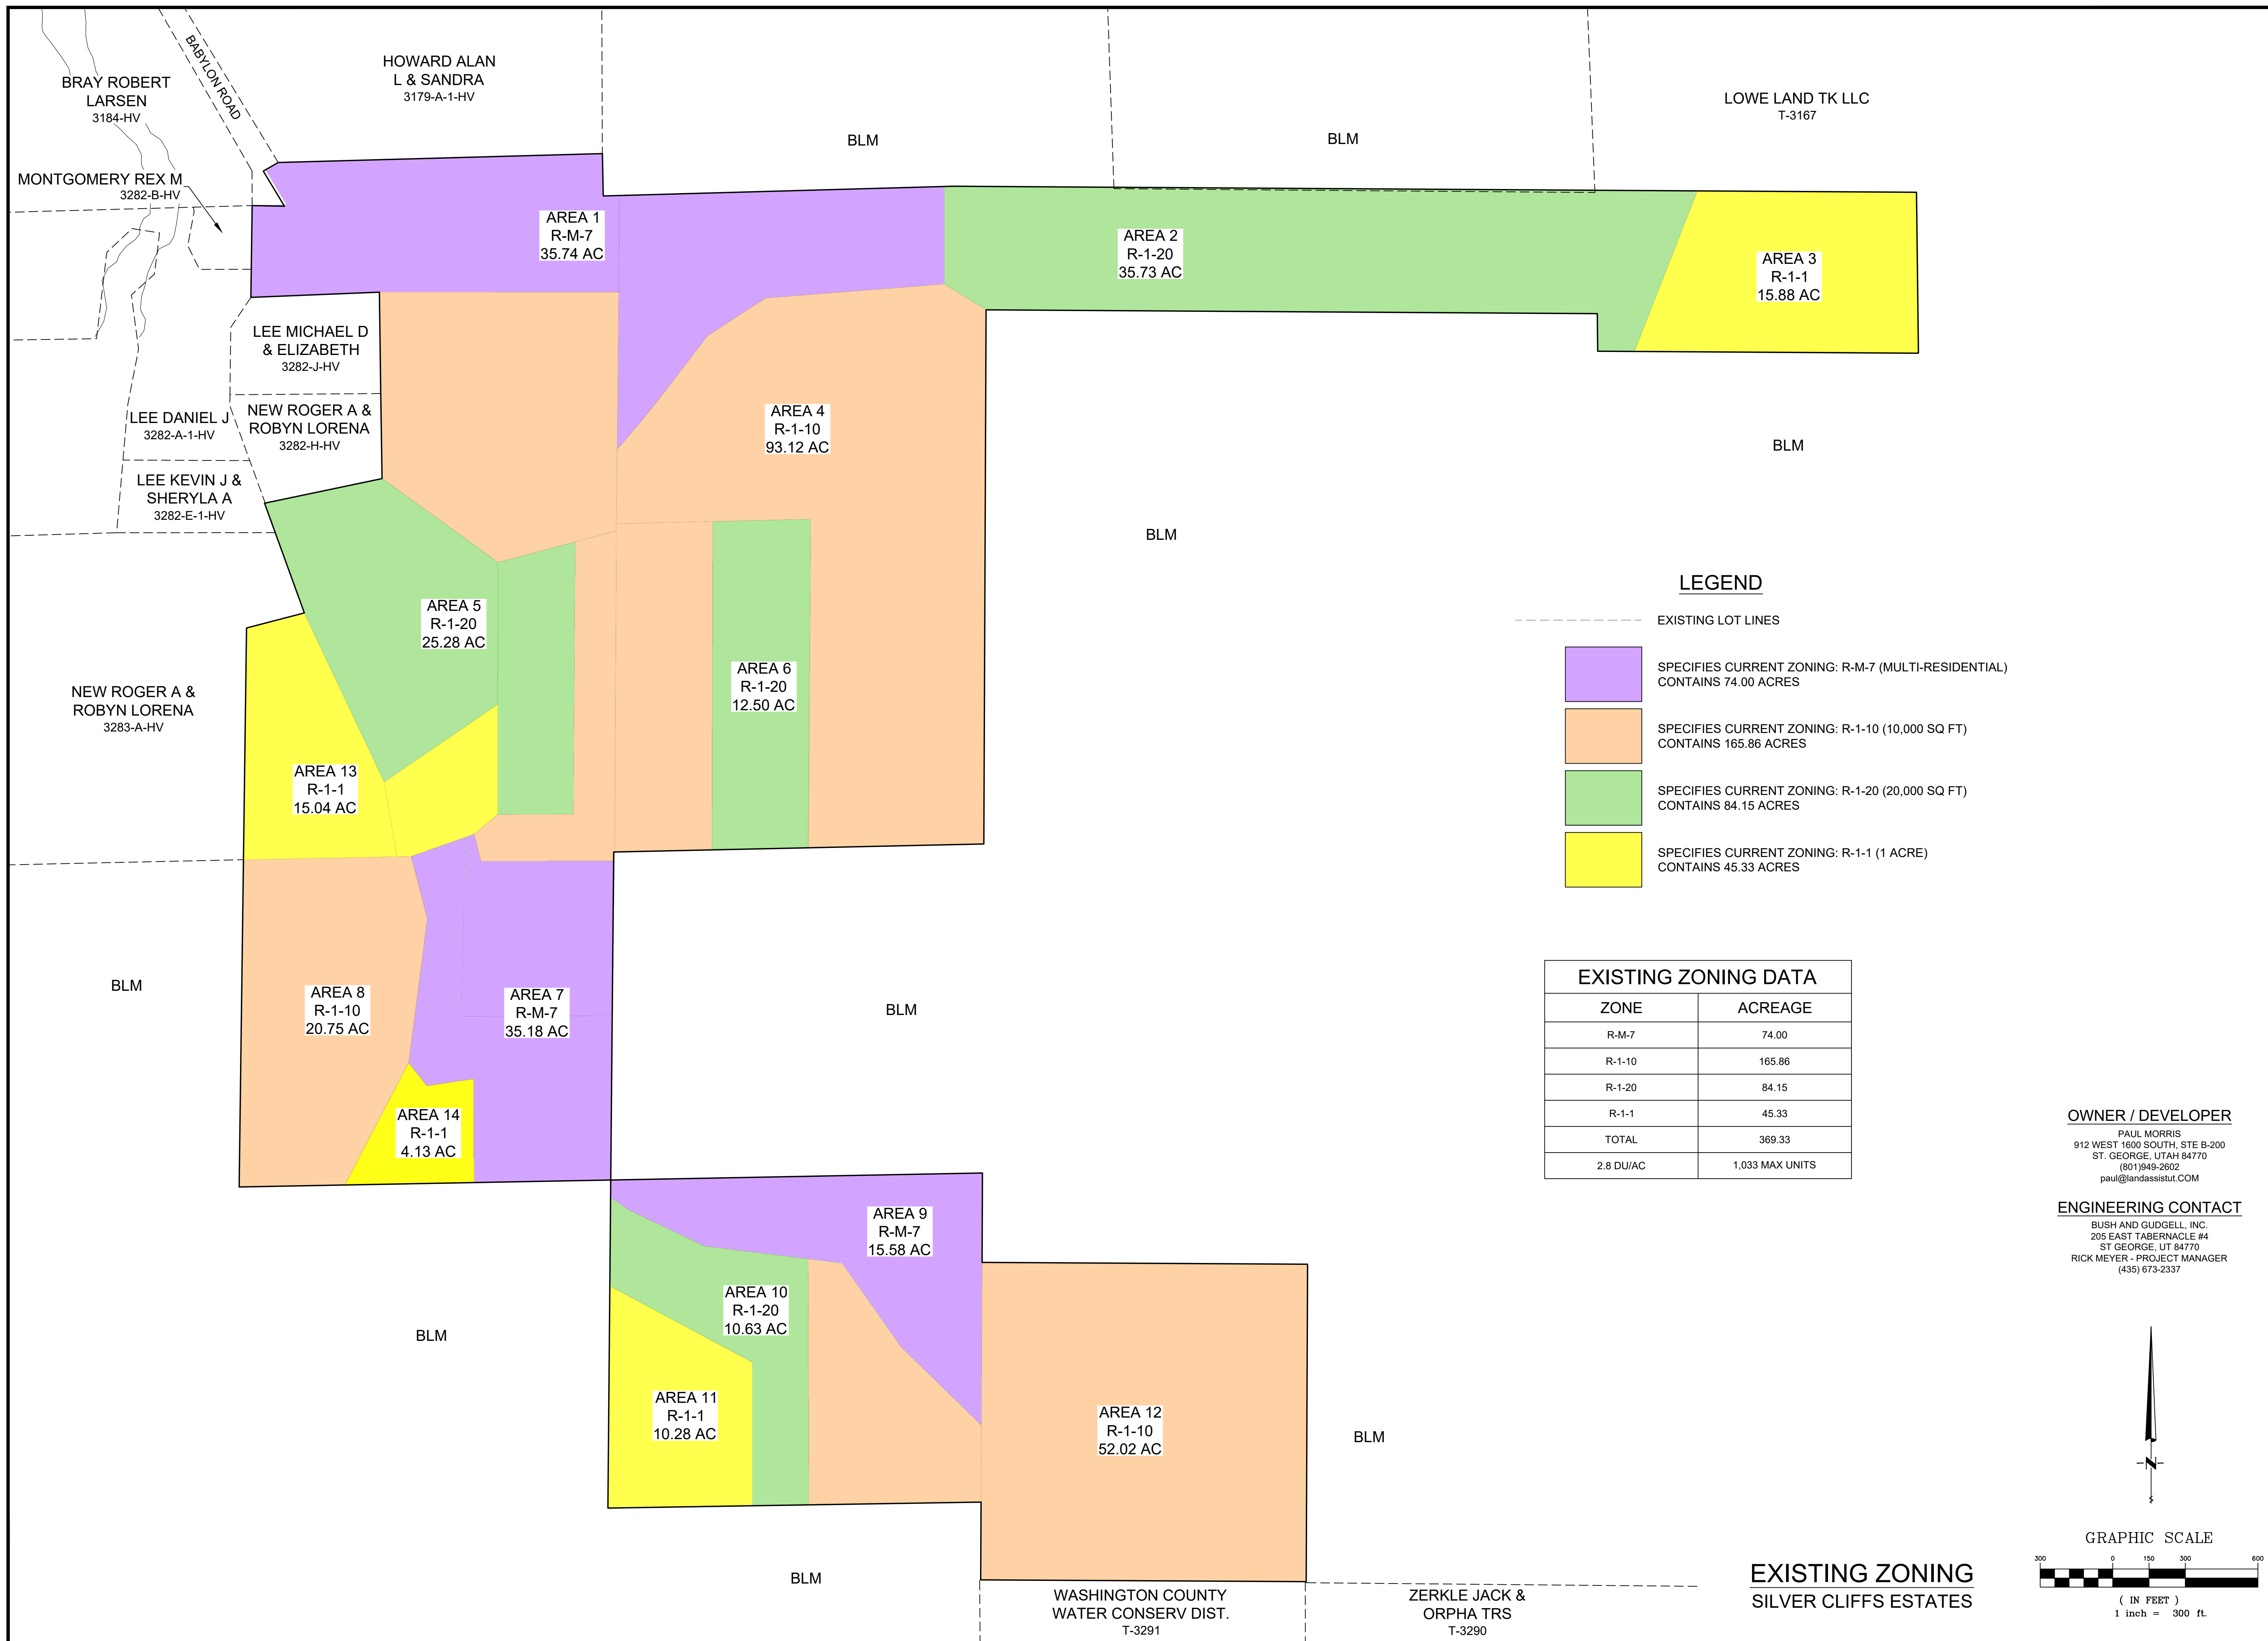 BRAY ROBERT
LARSEN
3184-HV
BABYLON ROAD
HOWARD ALAN
L & SANDRA
3179-A-1-HV
BLM
BLM
LOWE LAND TK LLC
T-3167
MONTGOMERY REX M
3282-B-HV
AREA 1
R-M-7
35.74 AC
AREA 2
R-1-20
35.73 AC
AREA 3
R-1-1
15.88 AC
LEE MICHAEL D
& ELIZABETH
3282-J-HV
LEE DANIEL J
3282-A-1-HV
NEW ROGER A &
ROBYN LORENA
3282-H-HV
AREA 4
R-1-10
93.12 AC
BLM
LEE KEVIN J &
SHERYLA A
3282-E-1-HV
BLM
AREA 5
R-1-20
25.28 AC
AREA 6
R-1-20
12.50 AC
NEW ROGER A &
ROBYN LORENA
3283-A-HV
AREA 13
R-1-1
15.04 AC
LEGEND
EXISTING LOT LINES
SPECIFIES CURRENT ZONING: R-M-7 (MULTI-RESIDENTIAL)
CONTAINS 74.00 ACRES
SPECIFIES CURRENT ZONING: R-1-10 (10,000 SQ FT)
CONTAINS 165.86 ACRES
SPECIFIES CURRENT ZONING: R-1-20 (20,000 SQ FT)
CONTAINS 84.15 ACRES
SPECIFIES CURRENT ZONING: R-1-1 (1 ACRE)
CONTAINS 45.33 ACRES
BLM
AREA 8
R-1-10
20.75 AC
AREA 7
R-M-7
35.18 AC
BLM
AREA 14
R-1-1
4.13 AC
EXISTING ZONING DATA
ZONE ACREAGE
R-M-7 74.00
R-1-10 165.86
R-1-20 84.15
R-1-1 45.33
TOTAL 369.33
2.8 DU/AC 1,033 MAX UNITS
OWNER / DEVELOPER
PAUL MORRIS
912 WEST 1600 SOUTH, STE B-200
ST. GEORGE, UTAH 84770
(801)949-2602
paul@landassistut.COM
ENGINEERING CONTACT
BUSH AND GUDGELL, INC.
205 EAST TABERNACLE #4
ST GEORGE, UT 84770
RICK MEYER - PROJECT MANAGER
(435) 673-2337
AREA 9
R-M-7
15.58 AC
BLM
AREA 10
R-1-20
10.63 AC
AREA 11
R-1-1
10.28 AC
AREA 12
R-1-10
52.02 AC
BLM
N
BLM
WASHINGTON COUNTY
WATER CONSERV DIST.
T-3291
ZERKLE JACK &
ORPHA TRS
T-3290
EXISTING ZONING
SILVER CLIFFS ESTATES
GRAPHIC SCALE
300 0 150 300 600
( IN FEET )
1 inch = 300 ft.